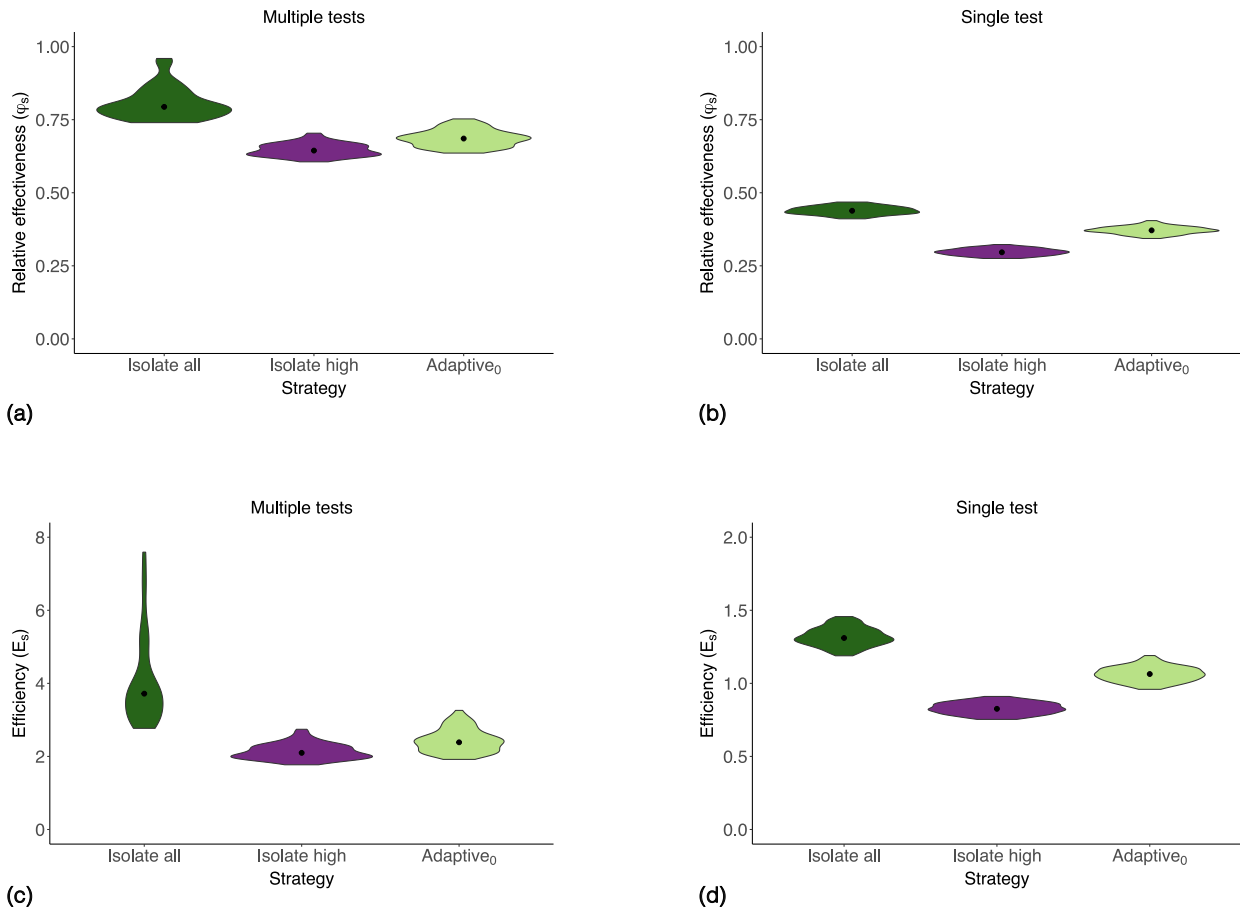 Multiple tests
Relative effectiveness (φₛ)
1.00
0.75
0.50
0.25
0.00
Isolate all Isolate high Adaptive₀
Strategy
(a)
Single test
Relative effectiveness (φₛ)
1.00
0.75
0.50
0.25
0.00
Isolate all Isolate high Adaptive₀
Strategy
(b)
Multiple tests
Efficiency (Eₛ)
8
6
4
2
0
Isolate all Isolate high Adaptive₀
Strategy
(c)
Single test
Efficiency (Eₛ)
2.0
1.5
1.0
0.5
0.0
Isolate all Isolate high Adaptive₀
Strategy
(d)